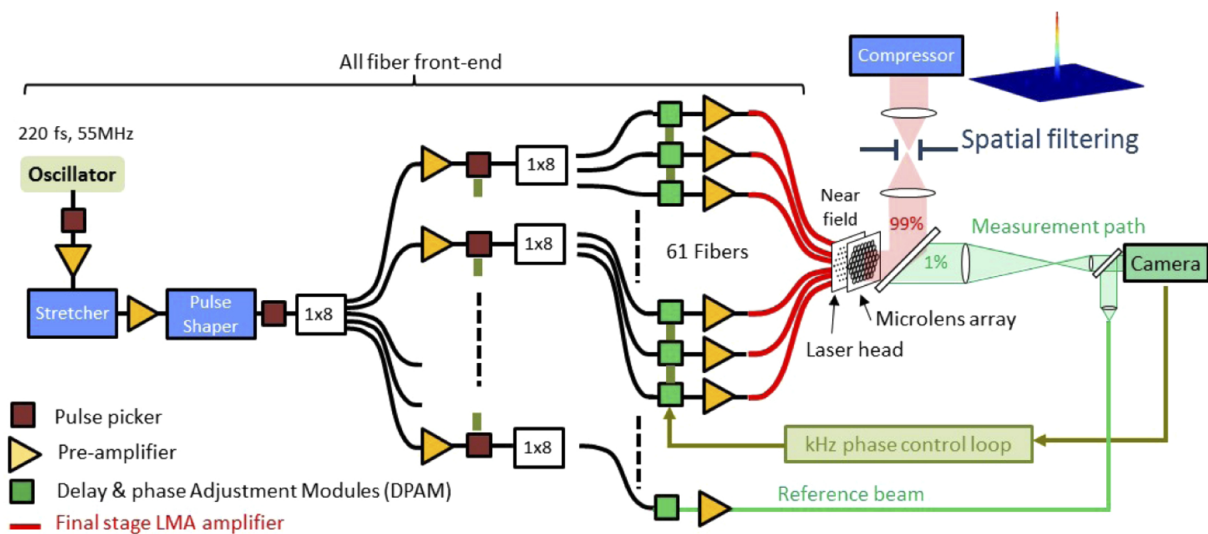 All fiber front-end
Compressor
220 fs, 55MHz
Oscillator
Spatial filtering
1x8
Near
field
99%
Measurement path
1x8
61 Fibers
1%
Camera
Stretcher
Pulse
Shaper
1x8
Microlens array
Laser head
Pulse picker
1x8
kHz phase control loop
Pre-amplifier
Delay & phase Adjustment Modules (DPAM)
Reference beam
Final stage LMA amplifier